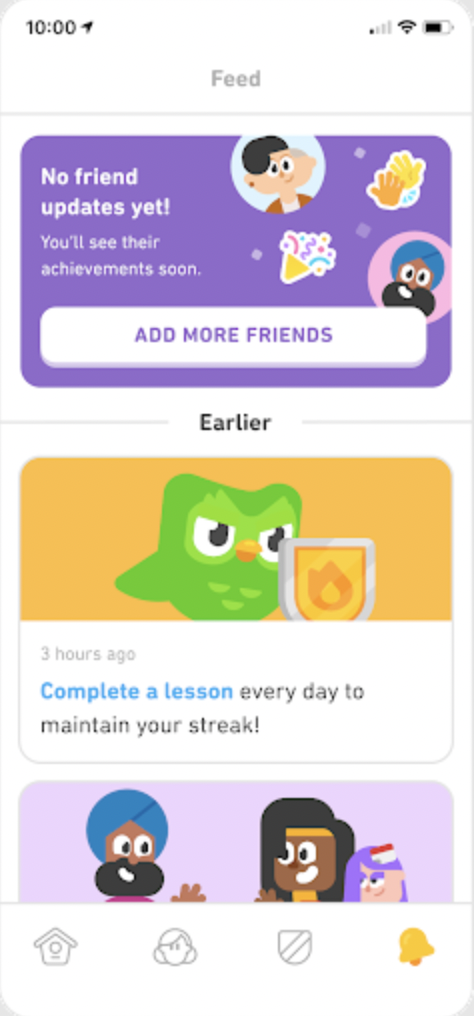 10:00
Feed
No friend
updates yet!
You'll see their
achievements soon.
ADD MORE FRIENDS
Earlier
3 hours ago
Complete a lesson every day to
maintain your streak!